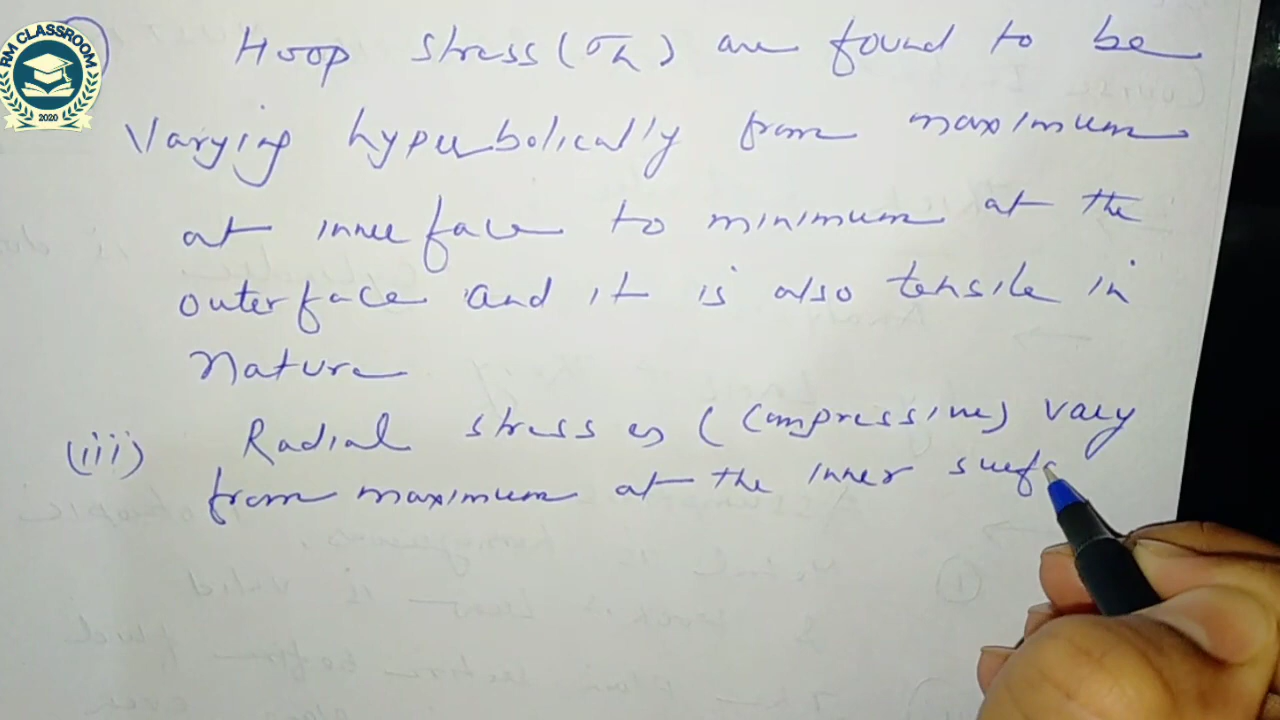 RM CLASSROOM
2020
Hoop stress (σh) are found to be
Varying hyperbolically from maximum
at inner face to minimum at the
outer face and it is also tensile in
Nature
(iii) Radial stresses (Compressive) vary
from maximum at the inner surf